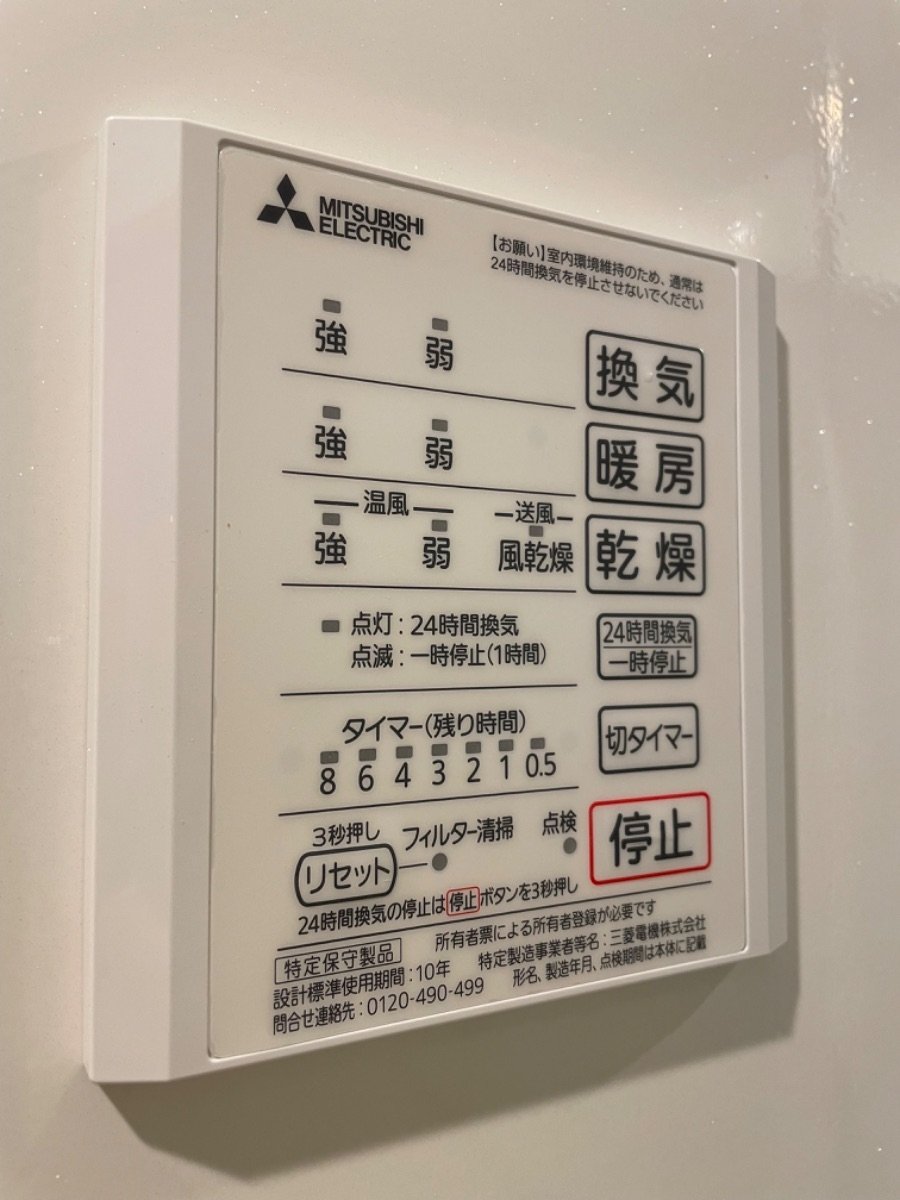 MITSUBISHI
ELECTRIC
【お願い】室内環境維持のため、通常は
24時間換気を停止させないでください
強 弱
換気
強 弱
暖房
温風 送風
強 弱 風乾燥
乾燥
点灯:24時間換気
点滅:一時停止(1時間)
24時間換気
一時停止
タイマー(残り時間)
8 6 4 3 2 1 0.5
切タイマー
3秒押し
リセット
フィルター清掃 点検
停止
24時間換気の停止は停止ボタンを3秒押し
特定保守製品
所有者票による所有者登録が必要です
設計標準使用期間:10年
特定製造事業者等名:三菱電機株式会社
問合せ連絡先:0120-490-499
形名、製造年月、点検期間は本体に記載